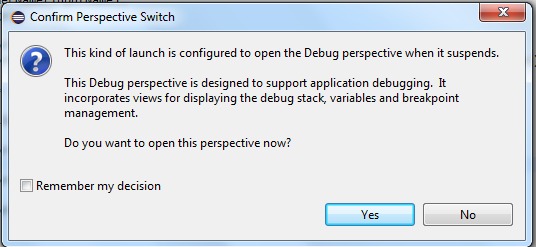 Confirm Perspective Switch
This kind of launch is configured to open the Debug perspective when it suspends.
This Debug perspective is designed to support application debugging. It
incorporates views for displaying the debug stack, variables and breakpoint
management.
Do you want to open this perspective now?
Remember my decision
Yes No